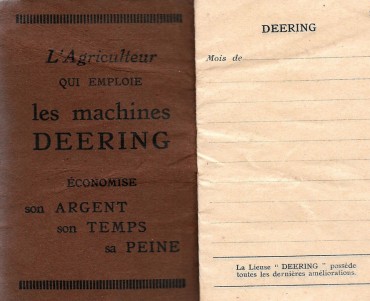 L'Agriculteur
QUI EMPLOIE
les machines
DEERING
ÉCONOMISE
son ARGENT
son TEMPS
sa PEINE
DEERING
Mois de
La Lieuse "DEERING" possède
toutes les dernières améliorations.